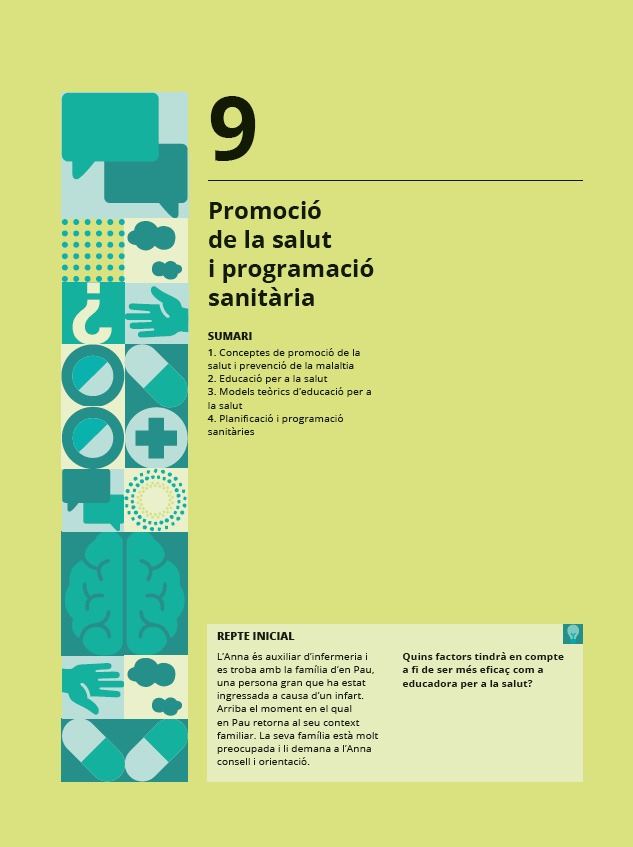 9
Promoció
de la salut
i programació
sanitària
SUMARI
1. Conceptes de promoció de la
salut i prevenció de la malaltia
2. Educació per a la salut
3. Models teòrics d’educació per a
la salut
4. Planificació i programació
sanitàries
?
REPTE INICIAL
L’Anna és auxiliar d’infermeria i
es troba amb la família d’en Pau,
una persona gran que ha estat
ingressada a causa d’un infart.
Arriba el moment en el qual
en Pau retorna al seu context
familiar. La seva família està molt
preocupada i li demana a l’Anna
consell i orientació.
Quins factors tindrà en compte
a fi de ser més eficaç com a
educadora per a la salut?